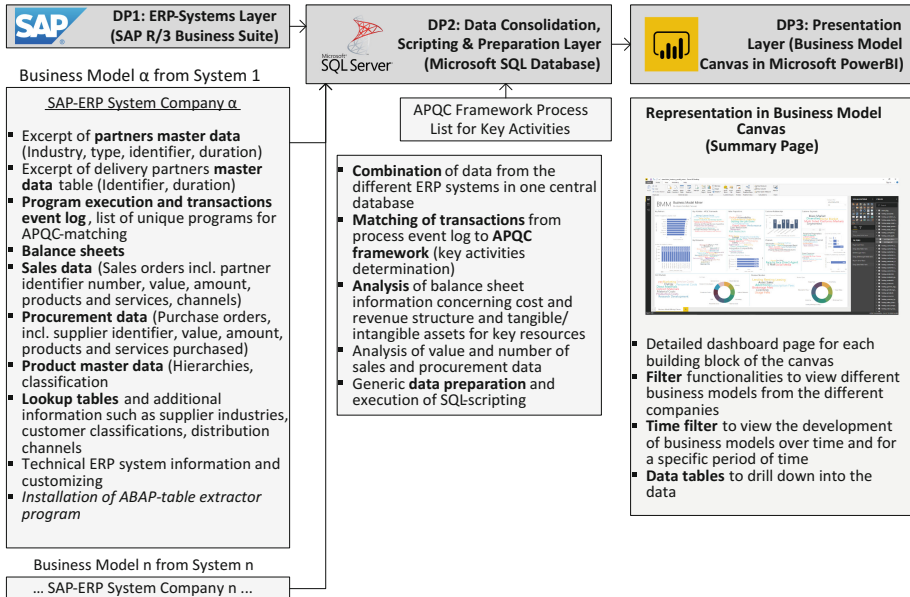 SAP
DP1: ERP-Systems Layer
(SAP R/3 Business Suite)
Microsoft
SQL Server
DP2: Data Consolidation,
Scripting & Preparation Layer
(Microsoft SQL Database)
DP3: Presentation
Layer (Business Model
Canvas in Microsoft PowerBI)
Business Model α from System 1
SAP-ERP System Company α
▪ Excerpt of partners master data
(Industry, type, identifier, duration)
▪ Excerpt of delivery partners master
data table (Identifier, duration)
▪ Program execution and transactions
event log, list of unique programs for
APQC-matching
▪ Balance sheets
▪ Sales data (Sales orders incl. partner
identifier number, value, amount,
products and services, channels)
▪ Procurement data (Purchase orders,
incl. supplier identifier, value, amount,
products and services purchased)
▪ Product master data (Hierarchies,
classification
▪ Lookup tables and additional
information such as supplier industries,
customer classifications, distribution
channels
▪ Technical ERP system information and
customizing
▪ Installation of ABAP-table extractor
program
Business Model n from System n
... SAP-ERP System Company n ...
APQC Framework Process
List for Key Activities
▪ Combination of data from the
different ERP systems in one central
database
▪ Matching of transactions from
process event log to APQC
framework (key activities
determination)
▪ Analysis of balance sheet
information concerning cost and
revenue structure and tangible/
intangible assets for key resources
▪ Analysis of value and number of
sales and procurement data
▪ Generic data preparation and
execution of SQL-scripting
Representation in Business Model
Canvas
(Summary Page)
BMM Business Model Miner
▪ Detailed dashboard page for each
building block of the canvas
▪ Filter functionalities to view different
business models from the different
companies
▪ Time filter to view the development
of business models over time and for
a specific period of time
▪ Data tables to drill down into the
data